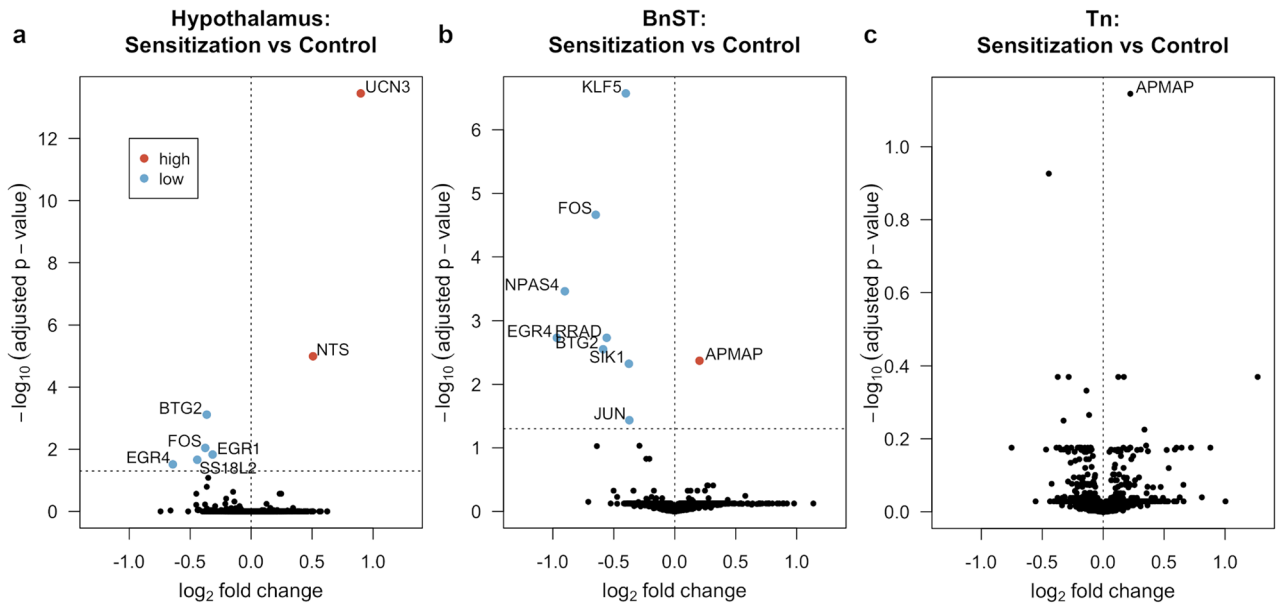 a
Hypothalamus:
Sensitization vs Control
UCN3
high
low
NTS
BTG2
FOS
EGR1
EGR4
SS18L2
12
10
8
6
4
2
0
−log10 (adjusted p − value)
-1.0 -0.5 0.0 0.5 1.0
log2 fold change
b
BnST:
Sensitization vs Control
KLF5
FOS
NPAS4
EGR4 RRAD
BTG2
SIK1
APMAP
JUN
6
5
4
3
2
1
0
−log10 (adjusted p − value)
-1.0 -0.5 0.0 0.5 1.0
log2 fold change
c
Tn:
Sensitization vs Control
APMAP
1.0
0.8
0.6
0.4
0.2
0.0
−log10 (adjusted p − value)
-1.0 -0.5 0.0 0.5 1.0
log2 fold change